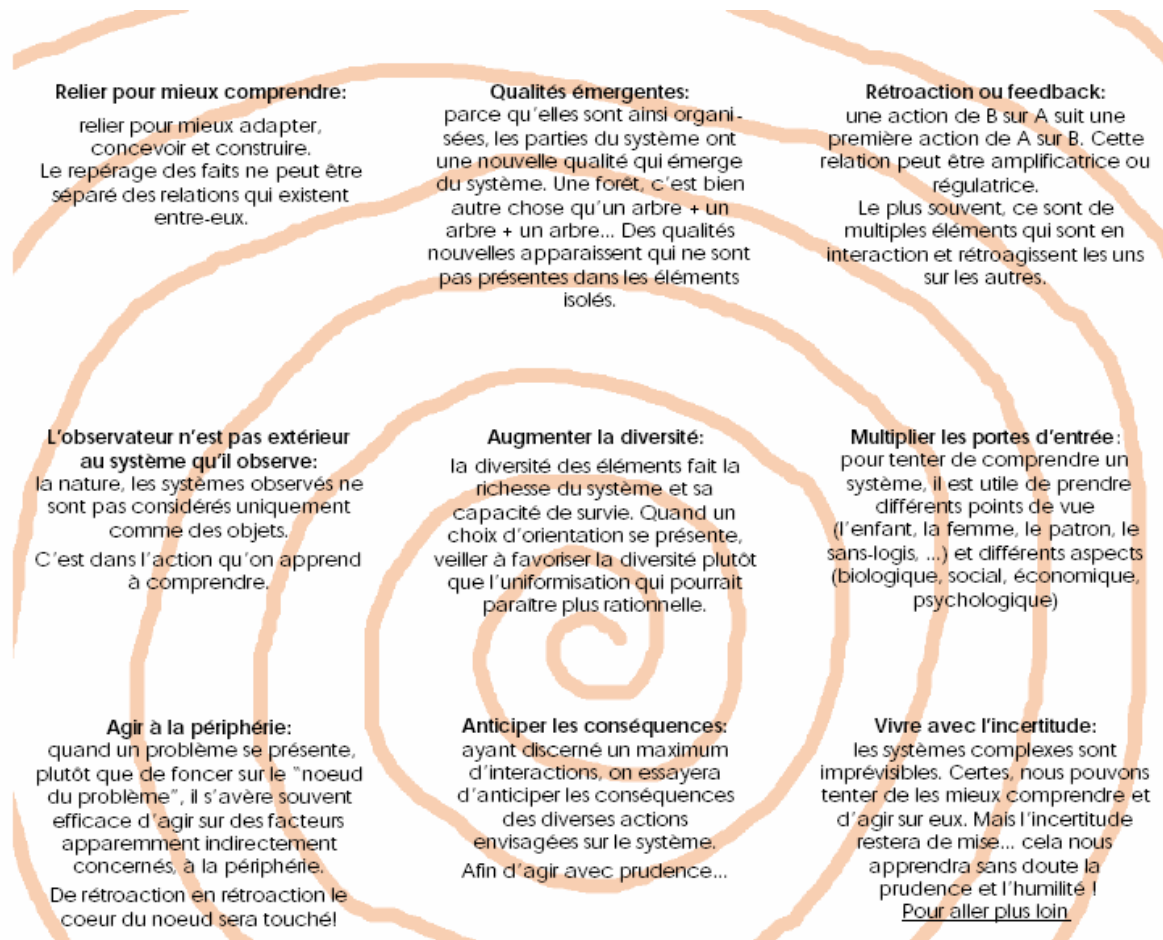 Relier pour mieux comprendre:
relier pour mieux adapter,
concevoir et construire.
Le repérage des faits ne peut être
séparé des relations qui existent
entre-eux.
Qualités émergentes:
parce qu'elles sont ainsi organi-
sées, les parties du système ont
une nouvelle qualité qui émerge
du système. Une forêt, c'est bien
autre chose qu'un arbre + un
arbre + un arbre... Des qualités
nouvelles apparaissent qui ne sont
pas présentes dans les éléments
isolés.
Rétroaction ou feedback:
une action de B sur A suit une
première action de A sur B. Cette
relation peut être amplificatrice ou
régulatrice.
Le plus souvent, ce sont de
multiples éléments qui sont en
interaction et rétroagissent les uns
sur les autres.
L'observateur n'est pas extérieur
au système qu'il observe:
la nature, les systèmes observés ne
sont pas considérés uniquement
comme des objets.
C'est dans l'action qu'on apprend
à comprendre.
Augmenter la diversité:
la diversité des éléments fait la
richesse du système et sa
capacité de survie. Quand un
choix d'orientation se présente,
veiller à favoriser la diversité plutôt
que l'uniformisation qui pourrait
paraître plus rationnelle.
Multiplier les portes d'entrée:
pour tenter de comprendre un
système, il est utile de prendre
différents points de vue
(l'enfant, la femme, le patron, le
sans-logis, ...) et différents aspects
(biologique, social, économique,
psychologique)
Agir à la périphérie:
quand un problème se présente,
plutôt que de foncer sur le "noeud
du problème", il s'avère souvent
efficace d'agir sur des facteurs
apparemment indirectement
concernés, à la périphérie.
De rétroaction en rétroaction le
coeur du noeud sera touché!
Anticiper les conséquences:
ayant discerné un maximum
d'interactions, on essayera
d'anticiper les conséquences
des diverses actions
envisagées sur le système.
Afin d'agir avec prudence...
Vivre avec l'incertitude:
les systèmes complexes sont
imprévisibles. Certes, nous pouvons
tenter de les mieux comprendre et
d'agir sur eux. Mais l'incertitude
restera de mise... cela nous
apprendra sans doute la
prudence et l'humilité !
Pour aller plus loin